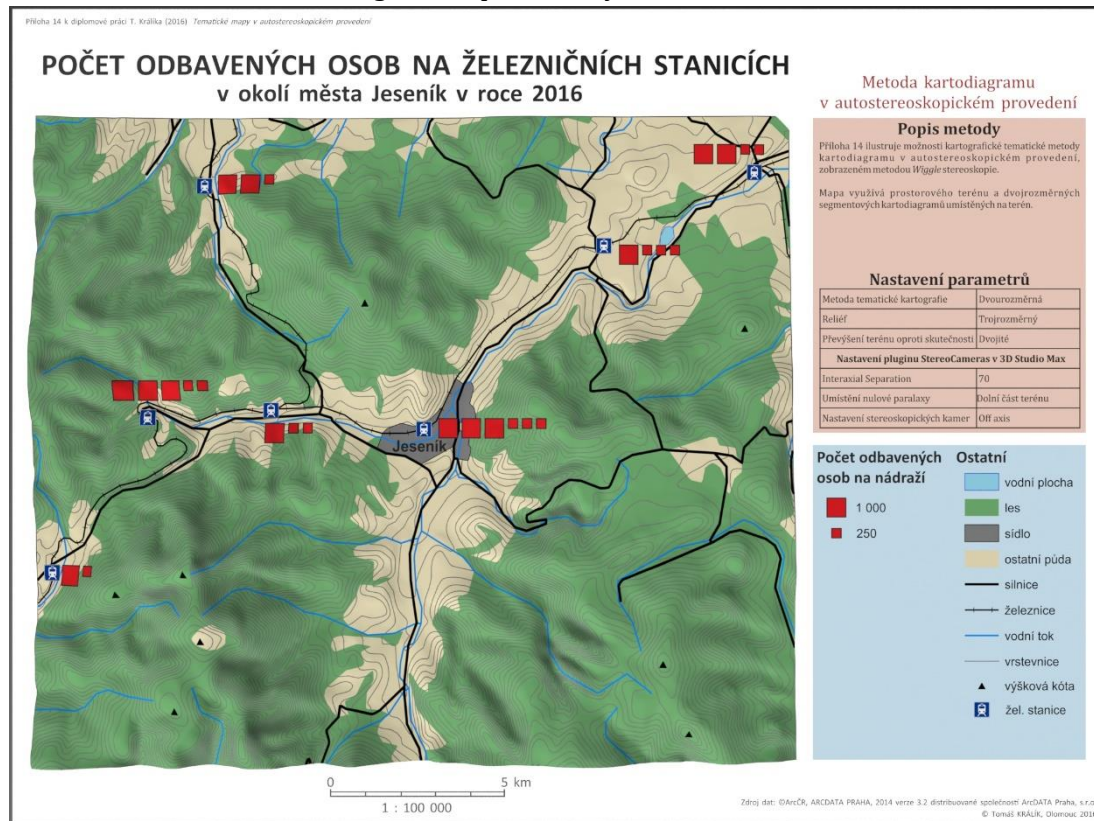 Příloha 14 k diplomové práci T. Králíka (2016) Tematické mapy v autostereoskopickém provedení
POČET ODBAVENÝCH OSOB NA ŽELEZNIČNÍCH STANICÍCH
v okolí města Jeseník v roce 2016
Jeseník
0 5 km
1 : 100 000
Metoda kartodiagramu
v autostereoskopickém provedení
Popis metody
Příloha 14 ilustruje možnosti kartografické tematické metody
kartodiagramu v autostereoskopickém provedení,
zobrazeném metodou Wiggle stereoskopie.
Mapa využívá prostorového terénu a dvojrozměrných
segmentových kartodiagramů umístěných na terén.
Nastavení parametrů
Metoda tematické kartografie Dvourozměrná
Reliéf Trojrozměrný
Převýšení terénu oproti skutečnosti Dvojité
Nastavení pluginu StereoCameras v 3D Studio Max
Interaxial Separation 70
Umístění nulové paralaxy Dolní část terénu
Nastavení stereoskopických kamer Off axis
Počet odbavených
osob na nádraží
1 000
250
Ostatní
vodní plocha
les
sídlo
ostatní půda
silnice
železnice
vodní tok
vrstevnice
výšková kóta
žel. stanice
Zdroj dat: ©ArcČR, ARCDATA PRAHA, 2014 verze 3.2 distribuované společností ArcDATA Praha, s.r.o
© Tomáš KRÁLÍK, Olomouc 2016